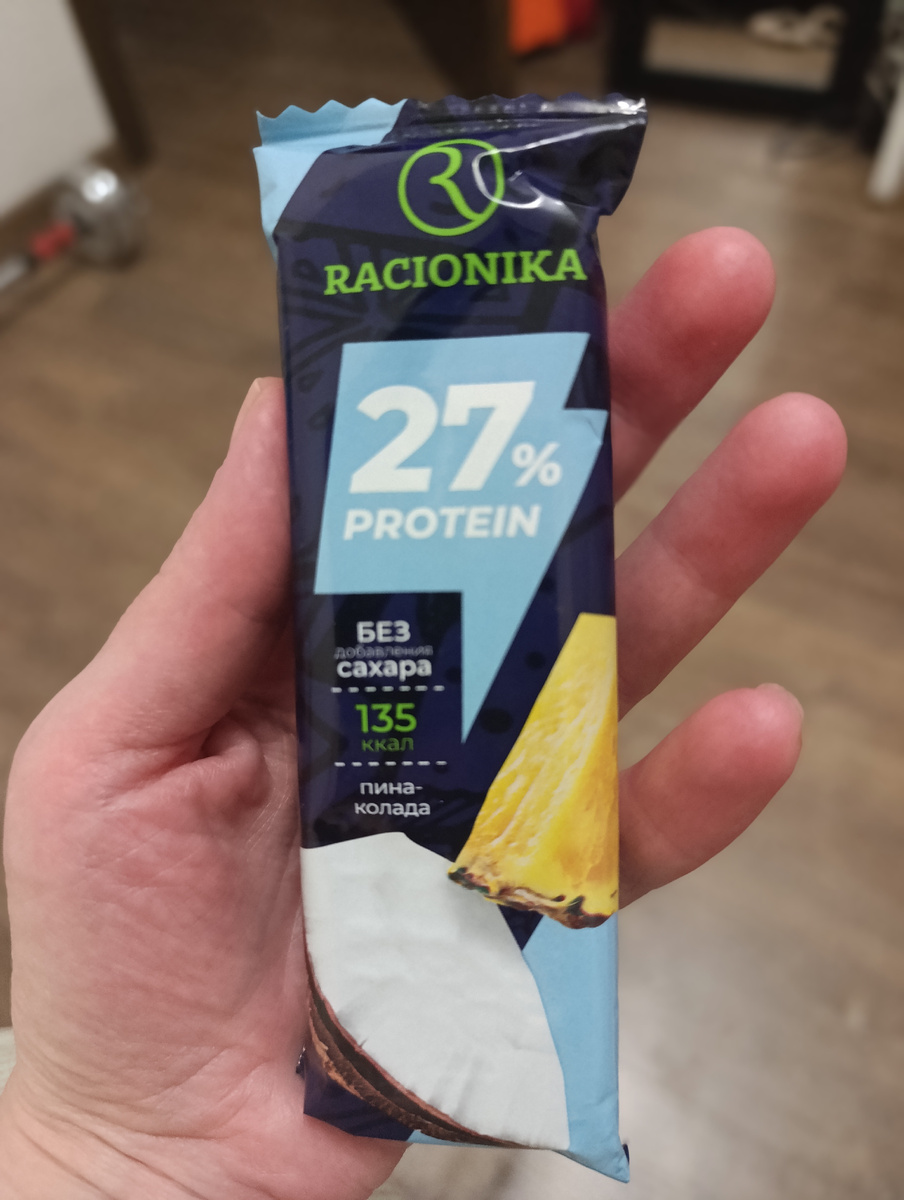 RACIONIKA
27%
PROTEIN
БЕЗ
добавления
сахара
135
ккал
пина-
колада